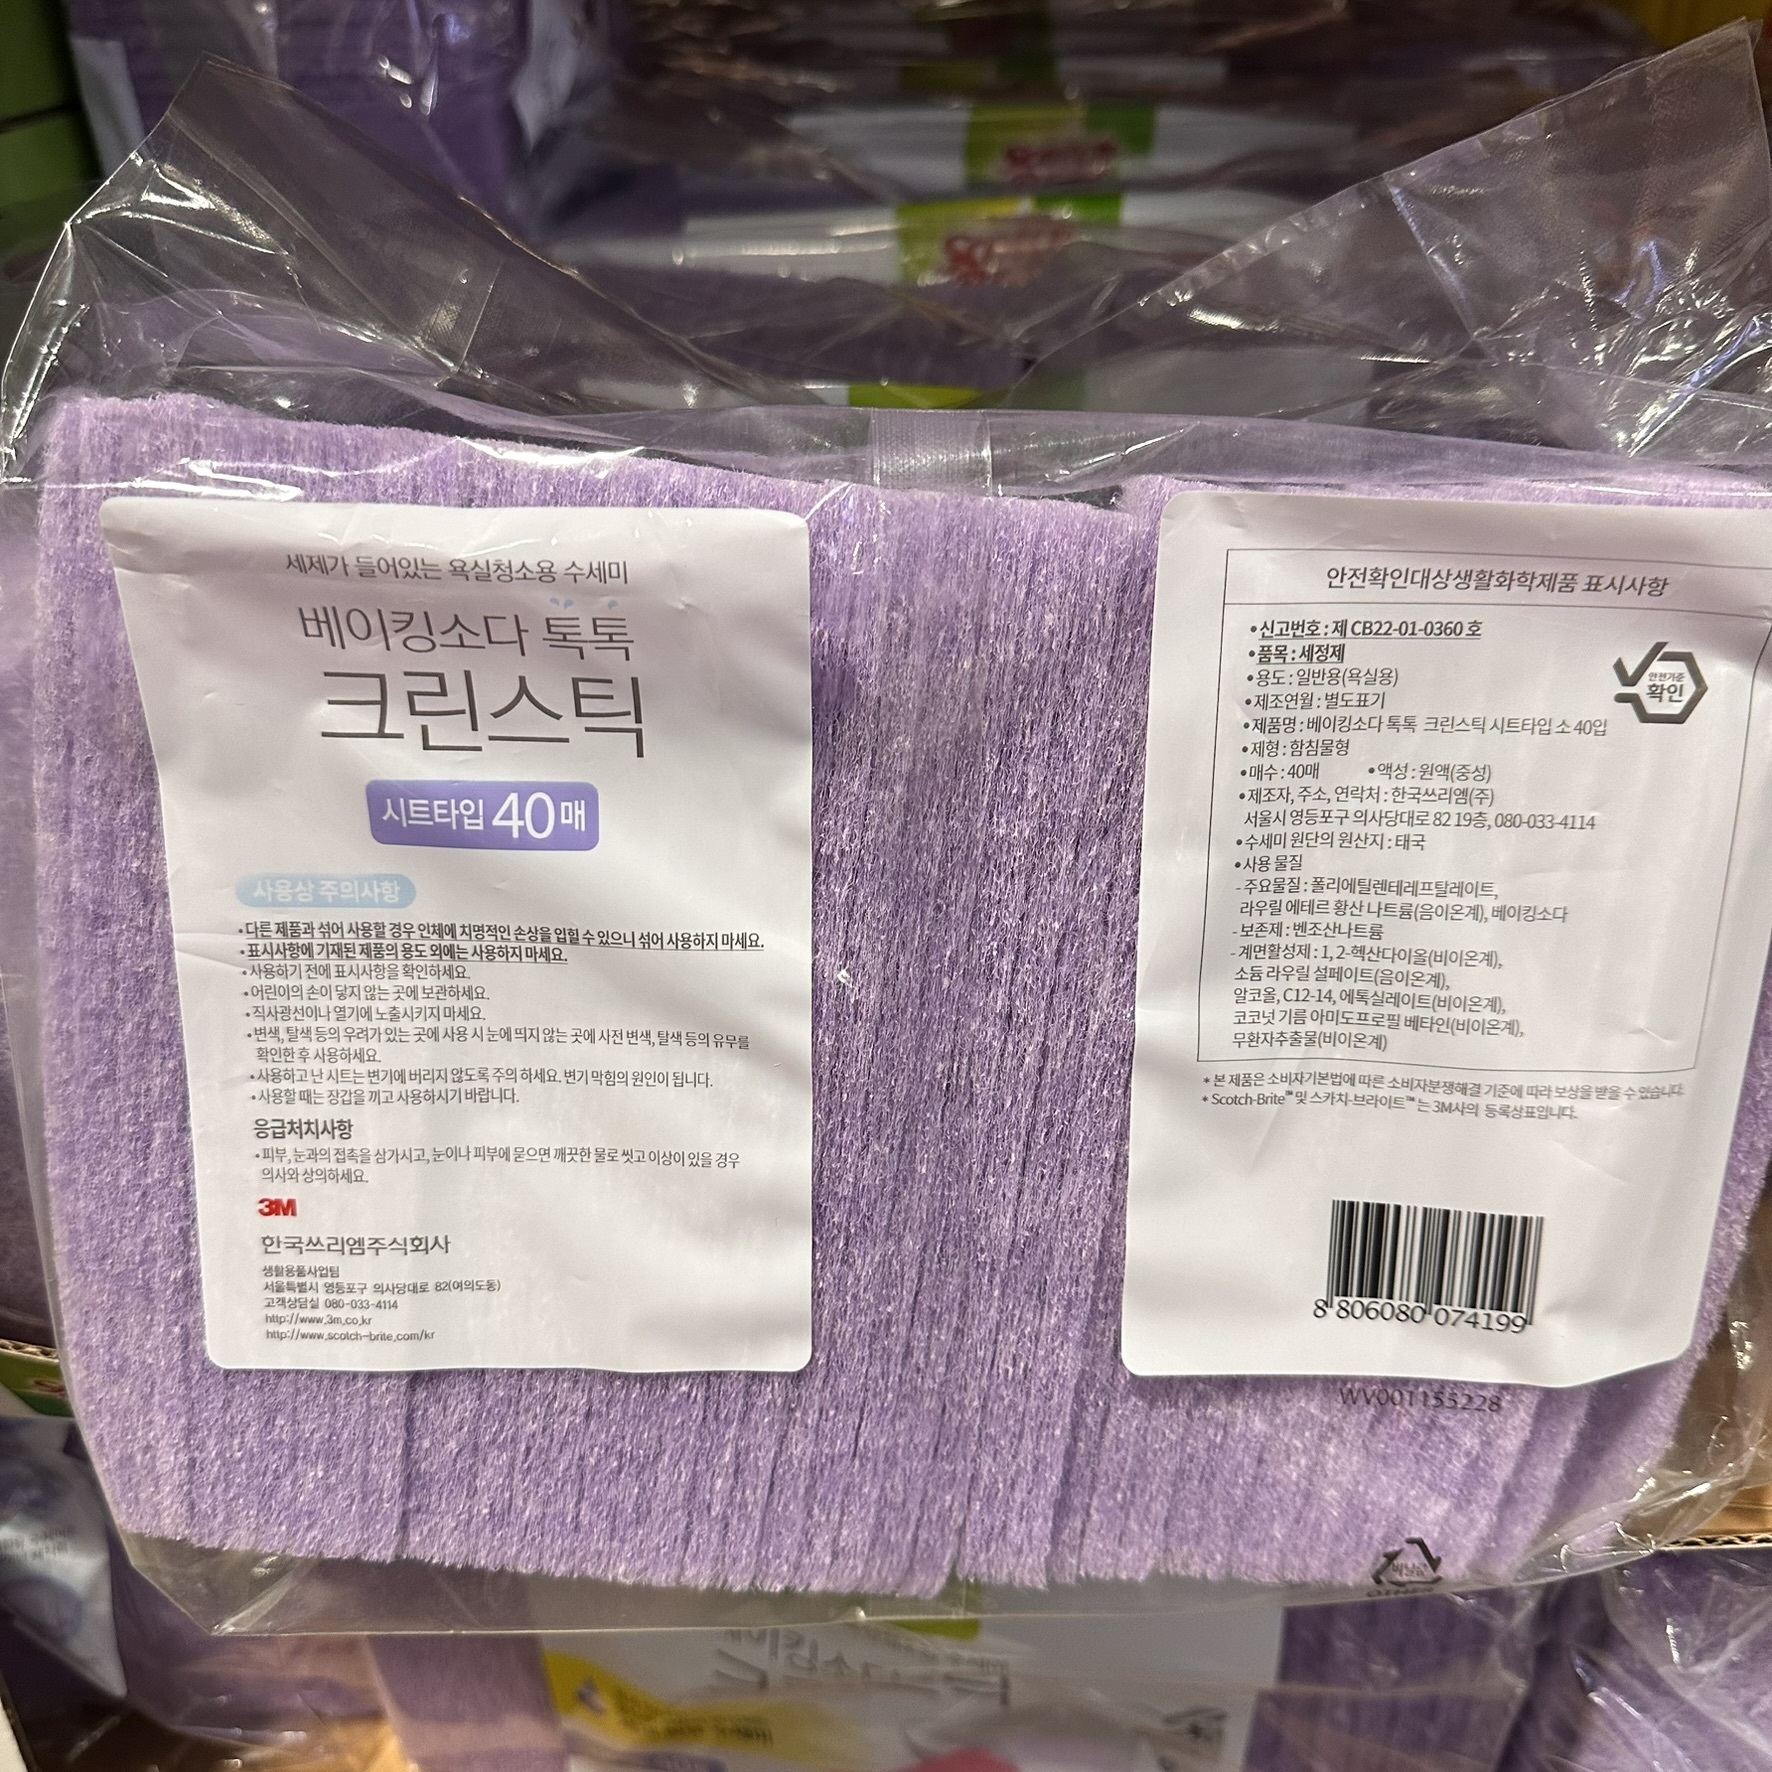 세제가 들어있는 욕실청소용 수세미
베이킹소다 톡톡
크린스틱
시트타입 40매
사용상 주의사항
• 다른 제품과 섞어 사용할 경우 인체에 치명적인 손상을 입힐 수 있으니 섞어 사용하지 마세요.
• 표시사항에 기재된 제품의 용도 외에는 사용하지 마세요.
• 사용하기 전에 표시사항을 확인하세요.
• 어린이의 손이 닿지 않는 곳에 보관하세요.
• 직사광선이나 열기에 노출시키지 마세요.
• 변색, 탈색 등의 우려가 있는 곳에 사용 시 눈에 띄지 않는 곳에 사전 변색, 탈색 등의 유무를
확인한 후 사용하세요.
• 사용하고 난 시트는 변기에 버리지 않도록 주의 하세요. 변기 막힘의 원인이 됩니다.
• 사용할 때는 장갑을 끼고 사용하시기 바랍니다.
응급처치사항
• 피부, 눈과의 접촉을 삼가시고, 눈이나 피부에 묻으면 깨끗한 물로 씻고 이상이 있을 경우
의사와 상의하세요.
3M
한국쓰리엠주식회사
생활용품사업팀
서울특별시 영등포구 의사당대로 82(여의도동)
고객상담실 080-033-4114
http://www.3m.co.kr
http://www.scotch-brite.com/kr
안전확인대상생활화학제품 표시사항
• 신고번호 : 제 CB22-01-0360 호
• 품목 : 세정제
• 용도 : 일반용(욕실용)
• 제조연월 : 별도표기
• 제품명 : 베이킹소다 톡톡 크린스틱 시트타입 소 40입
• 제형 : 함침물형
• 매수 : 40매 • 액성 : 원액(중성)
• 제조자, 주소, 연락처 : 한국쓰리엠(주)
서울시 영등포구 의사당대로 82 19층, 080-033-4114
• 수세미 원단의 원산지 : 태국
• 사용 물질
- 주요물질 : 폴리에틸렌테레프탈레이트,
라우릴 에테르 황산 나트륨(음이온계), 베이킹소다
- 보존제 : 벤조산나트륨
- 계면활성제 : 1, 2-헥산다이올(비이온계),
소듐 라우릴 설페이트(음이온계),
알코올, C12-14, 에톡실레이트(비이온계),
코코넛 기름 아미도프로필 베타인(비이온계),
무환자추출물(비이온계)
안전기준
확인
* 본 제품은 소비자기본법에 따른 소비자분쟁해결 기준에 따라 보상을 받을 수 있습니다.
* Scotch-Brite™ 및 스카치-브라이트™ 는 3M사의 등록상표입니다.
8 806080 074199
WV001155228
비닐류
OTHER